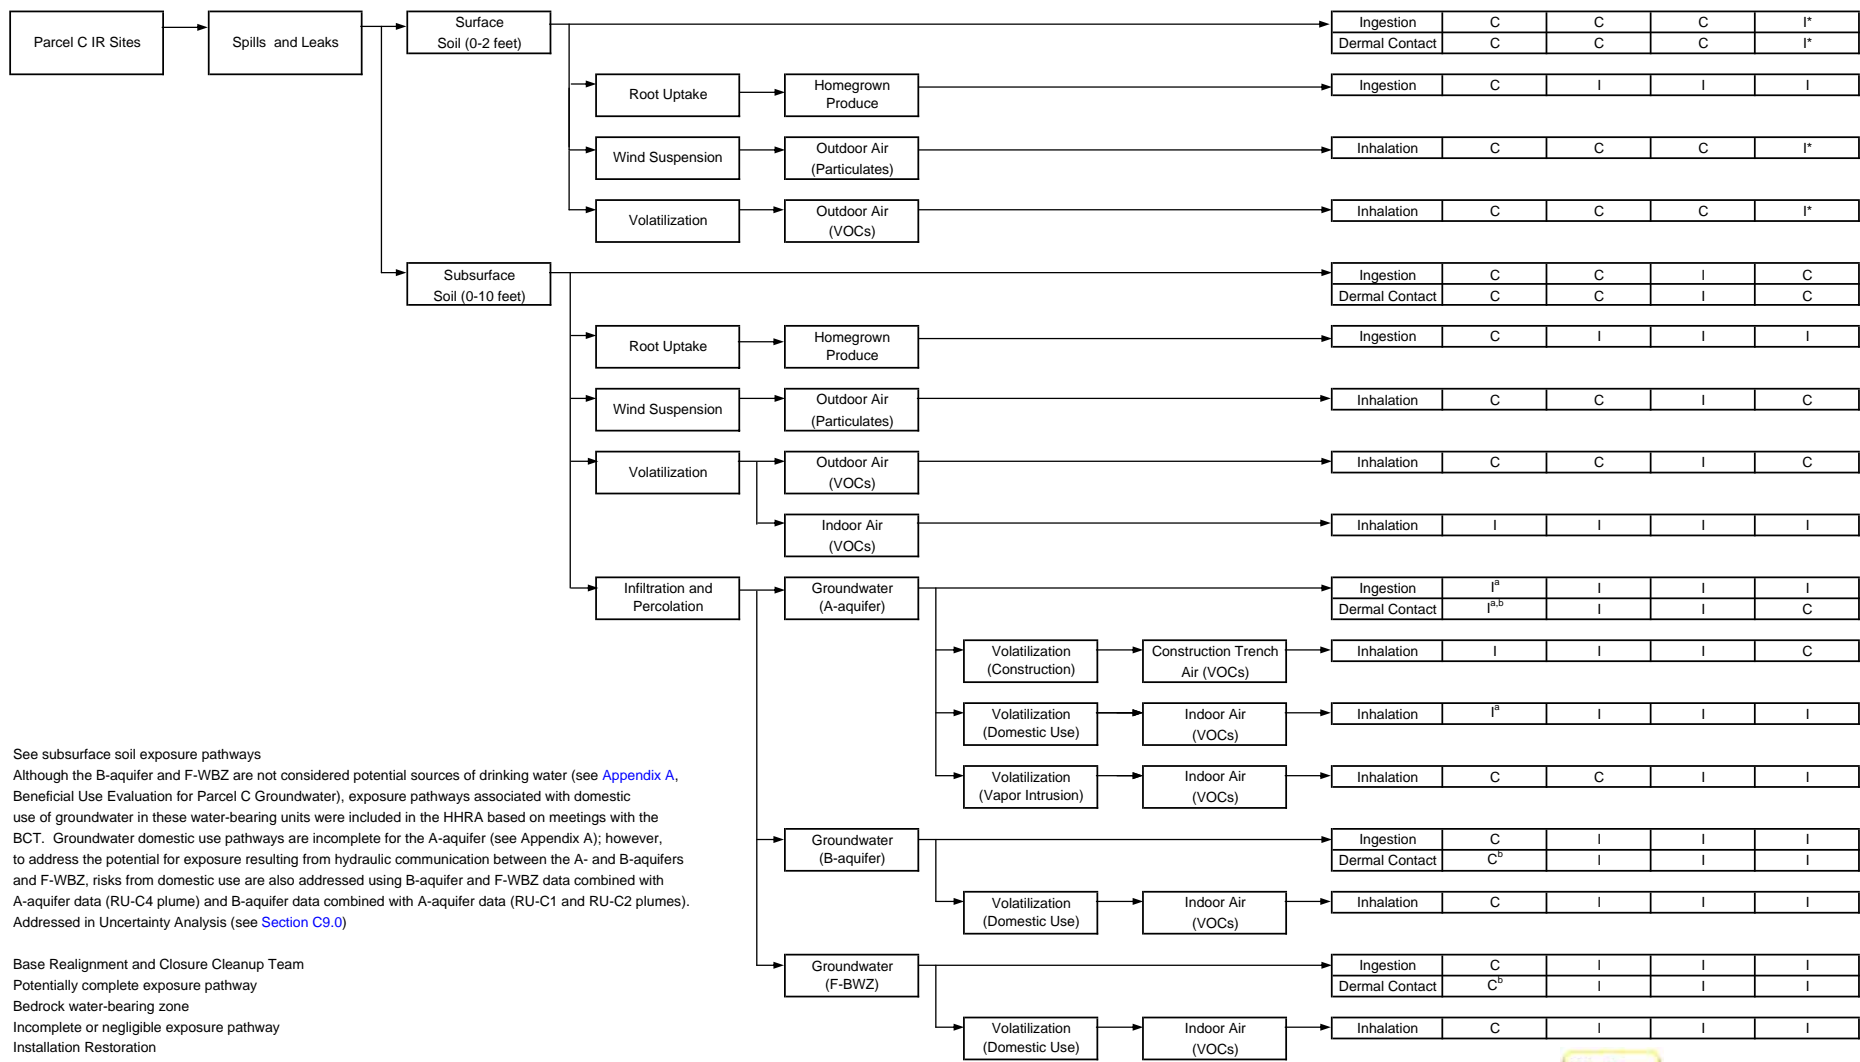 Parcel C IR Sites
Spills and Leaks
Surface
Soil (0-2 feet)
Ingestion C C C I*
Dermal Contact C C C I*
Root Uptake
Homegrown
Produce
Ingestion C I I I
Wind Suspension
Outdoor Air
(Particulates)
Inhalation C C C I*
Volatilization
Outdoor Air
(VOCs)
Inhalation C C C I*
Subsurface
Soil (0-10 feet)
Ingestion C C I C
Dermal Contact C C I C
Root Uptake
Homegrown
Produce
Ingestion C I I I
Wind Suspension
Outdoor Air
(Particulates)
Inhalation C C I C
Volatilization
Outdoor Air
(VOCs)
Inhalation C C I C
Indoor Air
(VOCs)
Inhalation I I I I
Infiltration and
Percolation
Groundwater
(A-aquifer)
Ingestion Iᵃ I I I
Dermal Contact Iᵃ,ᵇ I I C
Volatilization
(Construction)
Construction Trench
Air (VOCs)
Inhalation I I I C
Volatilization
(Domestic Use)
Indoor Air
(VOCs)
Inhalation Iᵃ I I I
Volatilization
(Vapor Intrusion)
Indoor Air
(VOCs)
Inhalation C C I I
Groundwater
(B-aquifer)
Ingestion C I I I
Dermal Contact Cᵇ I I I
Volatilization
(Domestic Use)
Indoor Air
(VOCs)
Inhalation C I I I
Groundwater
(F-BWZ)
Ingestion C I I I
Dermal Contact Cᵇ I I I
Volatilization
(Domestic Use)
Indoor Air
(VOCs)
Inhalation C I I I
See subsurface soil exposure pathways
Although the B-aquifer and F-WBZ are not considered potential sources of drinking water (see Appendix A,
Beneficial Use Evaluation for Parcel C Groundwater), exposure pathways associated with domestic
use of groundwater in these water-bearing units were included in the HHRA based on meetings with the
BCT. Groundwater domestic use pathways are incomplete for the A-aquifer (see Appendix A); however,
to address the potential for exposure resulting from hydraulic communication between the A- and B-aquifers
and F-WBZ, risks from domestic use are also addressed using B-aquifer and F-WBZ data combined with
A-aquifer data (RU-C4 plume) and B-aquifer data combined with A-aquifer data (RU-C1 and RU-C2 plumes).
Addressed in Uncertainty Analysis (see Section C9.0)
Base Realignment and Closure Cleanup Team
Potentially complete exposure pathway
Bedrock water-bearing zone
Incomplete or negligible exposure pathway
Installation Restoration